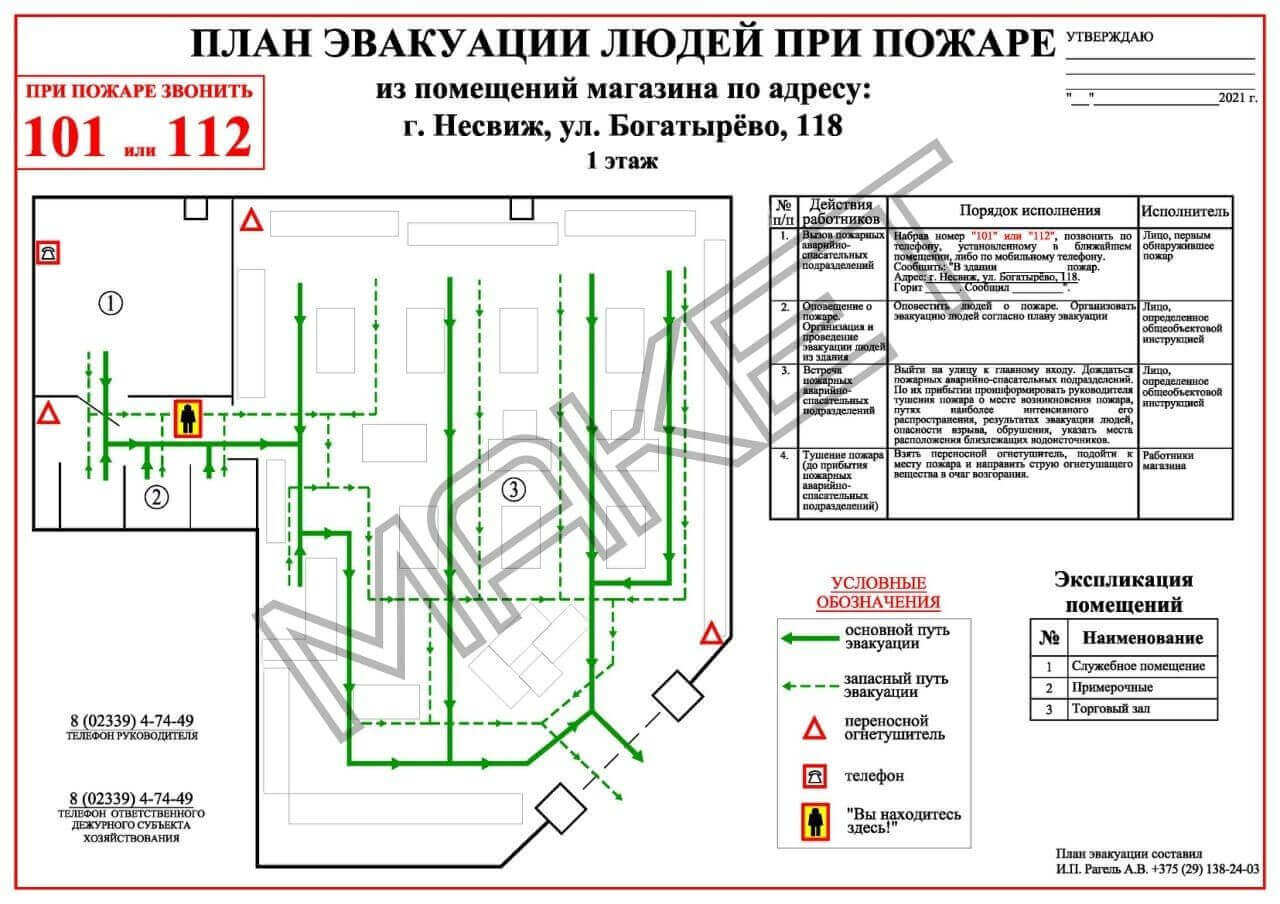 ПЛАН ЭВАКУАЦИИ ЛЮДЕЙ ПРИ ПОЖАРЕ
из помещений магазина по адресу:
г. Несвиж, ул. Богатырёво, 118
1 этаж
УТВЕРЖДАЮ
"__"__________________2021 г.
ПРИ ПОЖАРЕ ЗВОНИТЬ
101 или 112
1
2
3
МАКЕТ
№ п/п
Действия
работников
Порядок исполнения
Исполнитель
1.
Вызов пожарных
аварийно-
спасательных
подразделений
Набрав номер "101" или "112", позвонить по
телефону, установленному в ближайшем
помещении, либо по мобильному телефону.
Сообщить: "В здании __________ пожар.
Адрес: г. Несвиж, ул. Богатырёво, 118.
Горит ______. Сообщил _________".
Лицо, первым
обнаружившее
пожар
2.
Оповещение о
пожаре.
Организация и
проведение
эвакуации людей
из здания
Оповестить людей о пожаре. Организовать
эвакуацию людей согласно плану эвакуации
Лицо,
определенное
общеобъектовой
инструкцией
3.
Встреча
пожарных
аварийно-
спасательных
подразделений
Выйти на улицу к главному входу. Дождаться
пожарных аварийно-спасательных подразделений.
По их прибытии проинформировать руководителя
тушения пожара о месте возникновения пожара,
путях наиболее интенсивного его
распространения, результатах эвакуации людей,
опасности взрыва, обрушения, указать места
расположения близлежащих водоисточников.
Лицо,
определенное
общеобъектовой
инструкцией
4.
Тушение пожара
(до прибытия
пожарных
аварийно-
спасательных
подразделений)
Взять переносной огнетушитель, подойти к
месту пожара и направить струю огнетушащего
вещества в очаг возгорания.
Работники
магазина
УСЛОВНЫЕ
ОБОЗНАЧЕНИЯ
основной путь
эвакуации
запасный путь
эвакуации
переносной
огнетушитель
телефон
"Вы находитесь
здесь!"
Экспликация
помещений
№ Наименование
1 Служебное помещение
2 Примерочные
3 Торговый зал
8 (02339) 4-74-49
ТЕЛЕФОН РУКОВОДИТЕЛЯ
8 (02339) 4-74-49
ТЕЛЕФОН ОТВЕТСТВЕННОГО
ДЕЖУРНОГО СУБЪЕКТА
ХОЗЯЙСТВОВАНИЯ
План эвакуации составил
И.П. Рагель А.В. +375 (29) 138-24-03